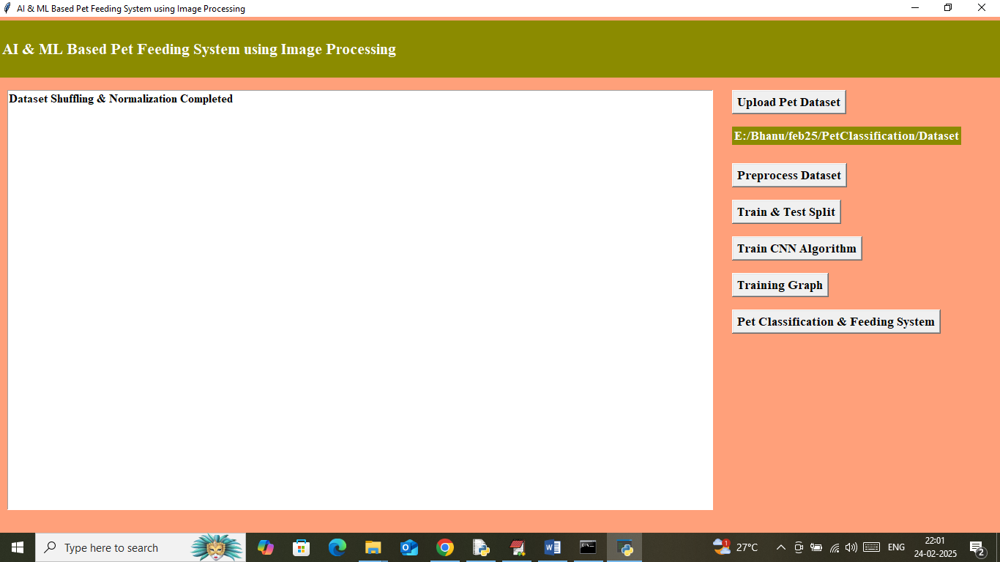 AI & ML Based Pet Feeding System using Image Processing
AI & ML Based Pet Feeding System using Image Processing
Dataset Shuffling & Normalization Completed
Upload Pet Dataset
E:/Bhanu/feb25/PetClassification/Dataset
Preprocess Dataset
Train & Test Split
Train CNN Algorithm
Training Graph
Pet Classification & Feeding System
Type here to search
1
27°C
ENG
22:01
24-02-2025
2